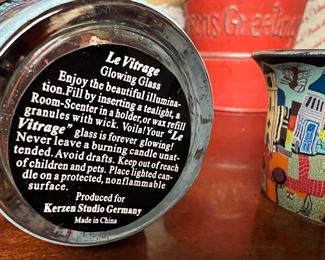 Le Vitrage
Glowing Glass
Enjoy the beautiful illumina-
tion.Fill by inserting a tealight, a
Room-Scenter in a holder,or wax refill
granules with wick. Voila!Your "Le
Vitrage" glass is forever glowing!
Never leave a burning candle unat-
tended. Avoid drafts. Keep out of reach
of children and pets. Place lighted can-
dle on a protected, nonflammable
surface.
Produced for
Kerzen Studio Germany
Made in China
Greeting